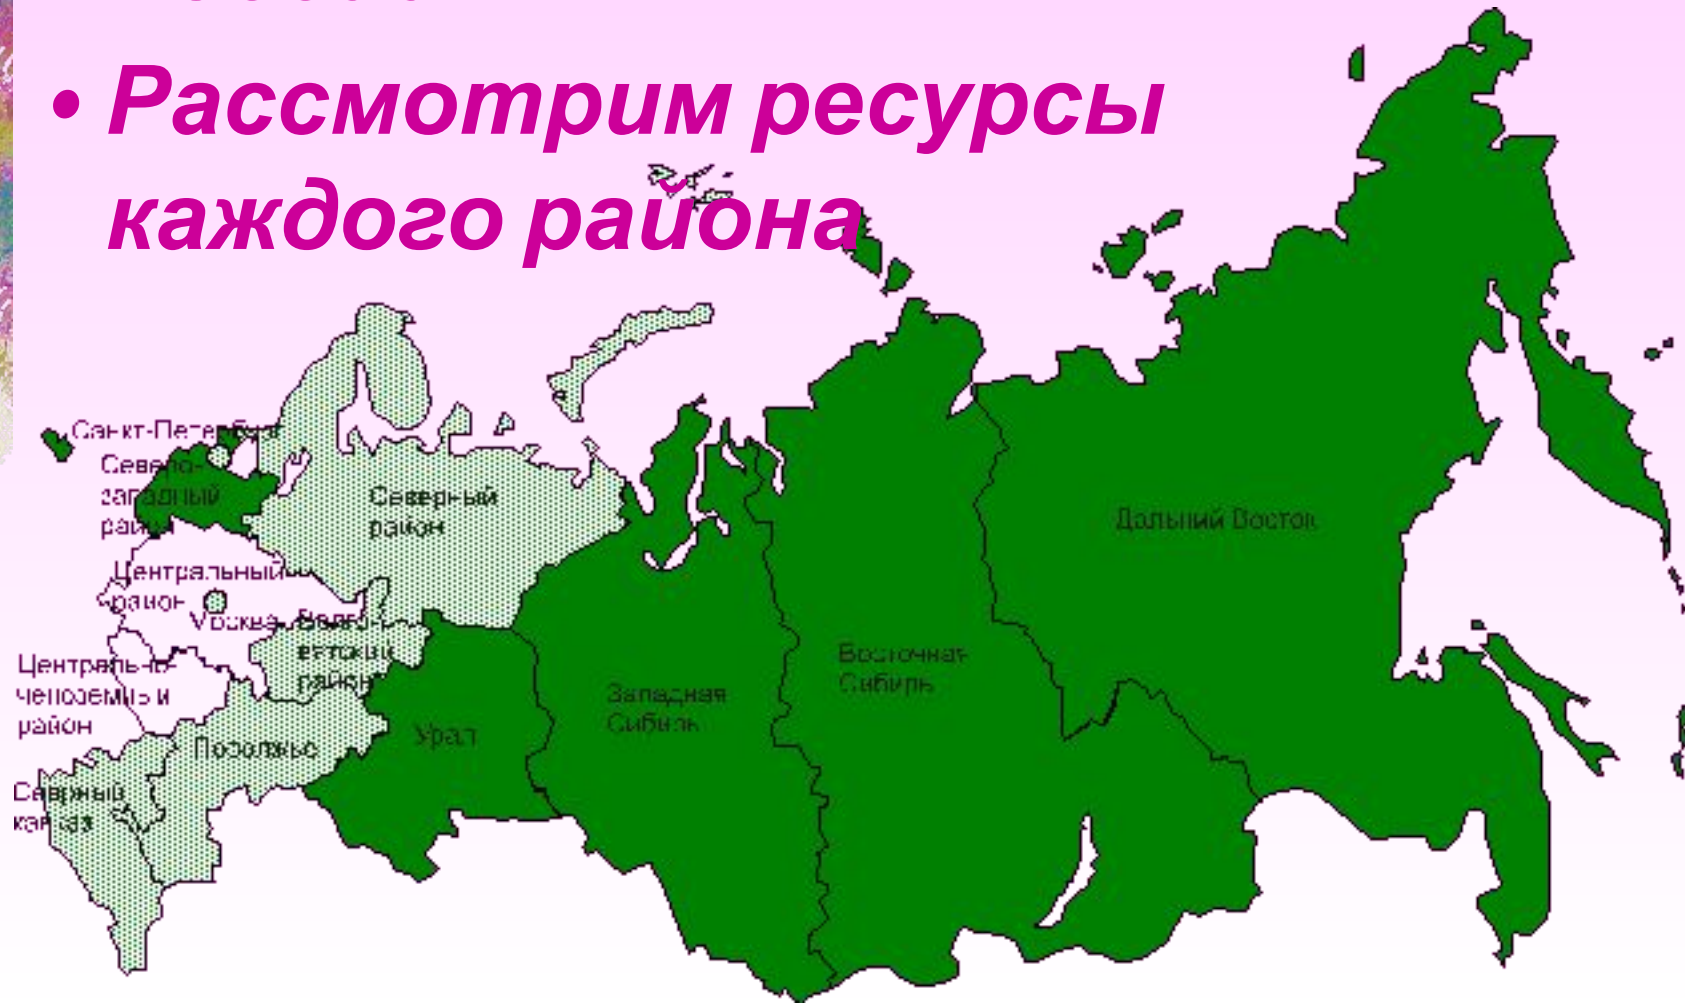 • Рассмотрим ресурсы
каждого района
Санкт-Петербург
Северо-
западный
район
Северный
район
Центральный
район
Москва
Волго-
вятский
район
Центрально-
черноземный
район
Поволжье
Урал
Западная
Сибирь
Восточная
Сибирь
Дальний Восток
кавказ